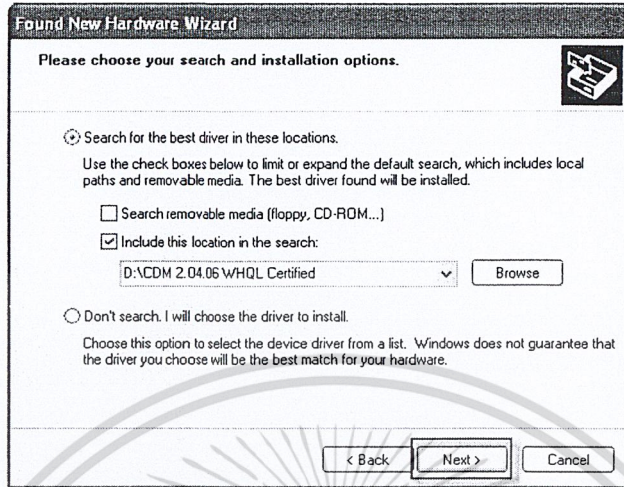 Found New Hardware Wizard
Please choose your search and installation options.
Search for the best driver in these locations.
Use the check boxes below to limit or expand the default search, which includes local
paths and removable media. The best driver found will be installed.
Search removable media (floppy, CD-ROM...)
Include this location in the search:
D:\CDM 2.04.06 WHQL Certified
Browse
Don't search. I will choose the driver to install.
Choose this option to select the device driver from a list. Windows does not guarantee that
the driver you choose will be the best match for your hardware.
< Back Next > Cancel